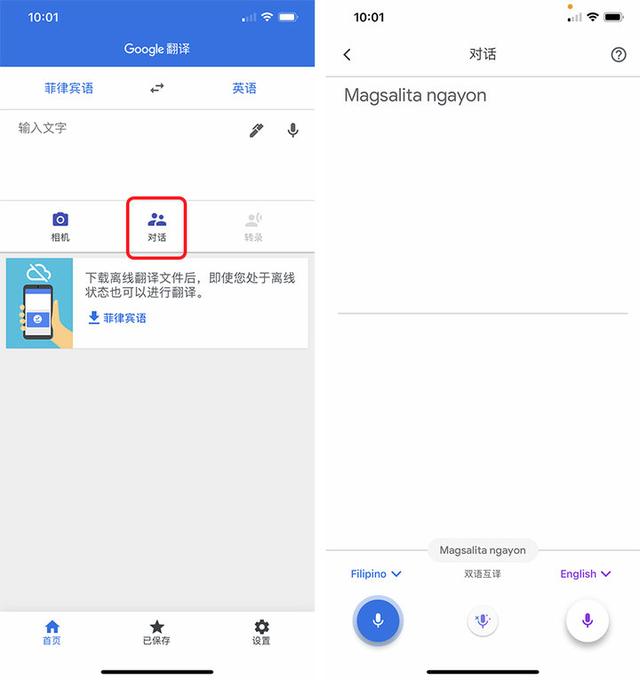 10:01
Google 翻译
菲律宾语
英语
输入文字
相机
对话
转录
下载离线翻译文件后，即使您处于离线
状态也可以进行翻译。
菲律宾语
首页
已保存
设置
10:01
对话
Magsalita ngayon
Magsalita ngayon
Filipino
双语互译
English